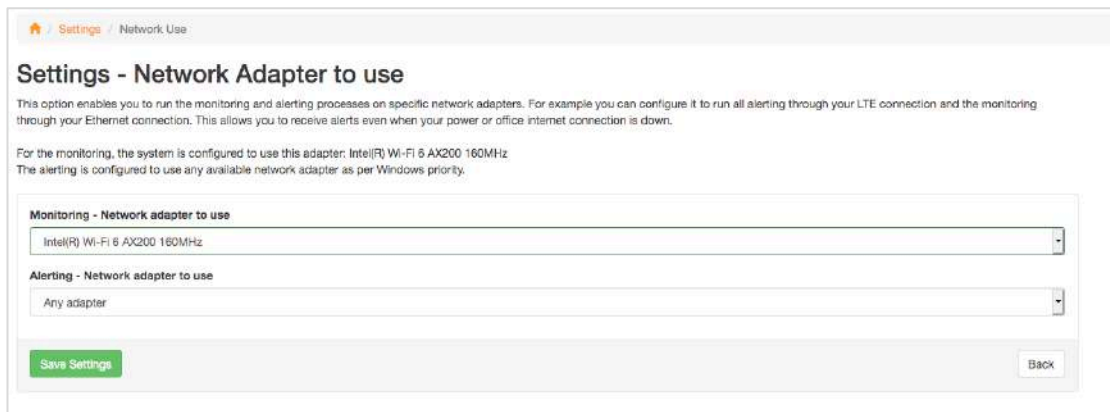 / Settings / Network Use
Settings - Network Adapter to use
This option enables you to run the monitoring and alerting processes on specific network adapters. For example you can configure it to run all alerting through your LTE connection and the monitoring
through your Ethernet connection. This allows you to receive alerts even when your power or office internet connection is down.
For the monitoring, the system is configured to use this adapter: Intel(R) Wi-Fi 6 AX200 160MHz
The alerting is configured to use any available network adapter as per Windows priority.
Monitoring - Network adapter to use
Intel(R) Wi-Fi 6 AX200 160MHz
Alerting - Network adapter to use
Any adapter
Save Settings Back